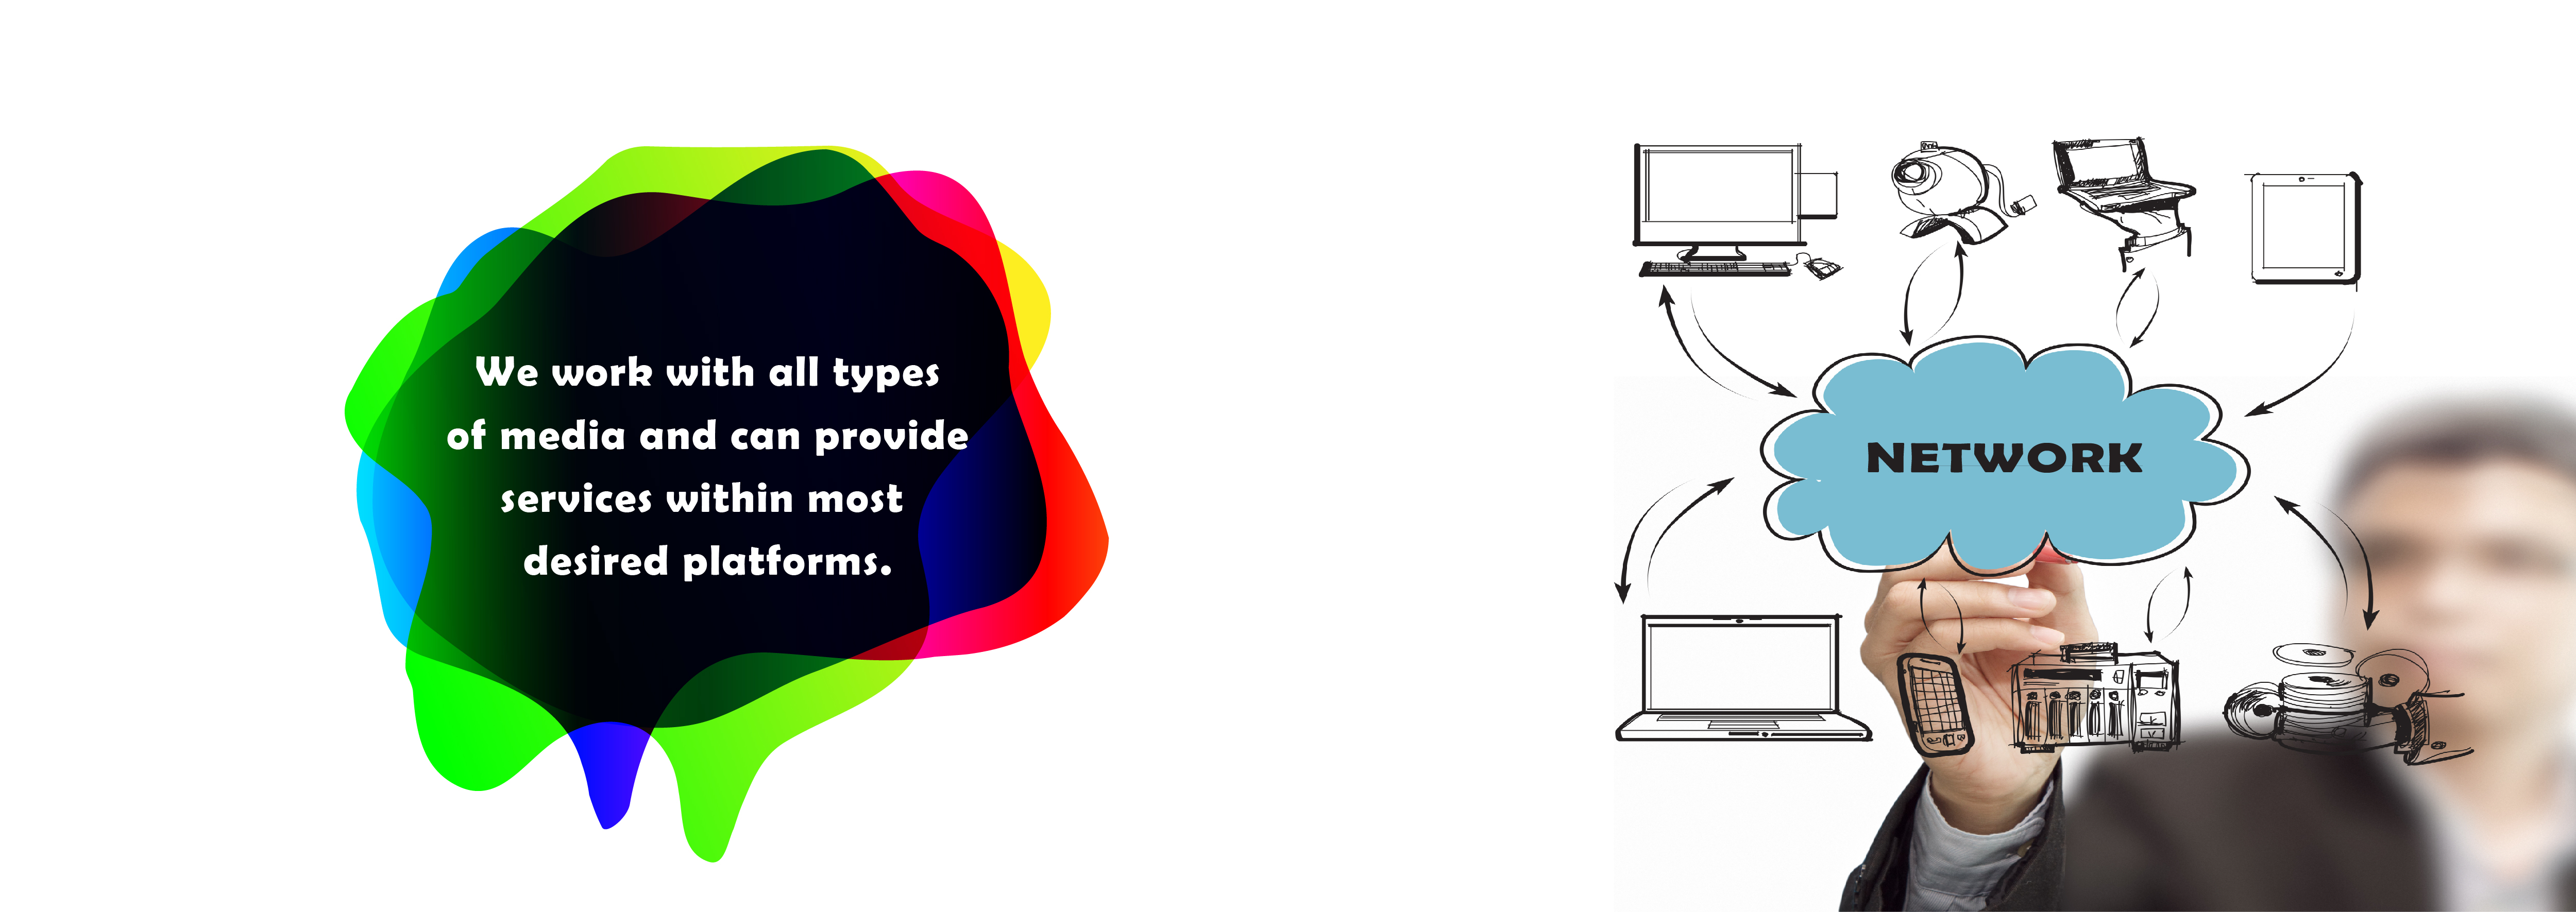 We work with all types
of media and can provide
services within most
desired platforms.
NETWORK